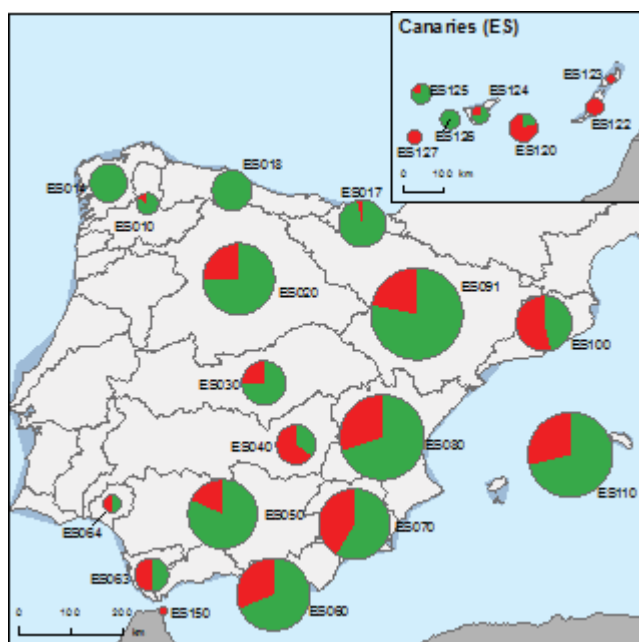 Canaries (ES)
ES123
ES125
ES124
ES122
ES126
ES120
ES127
0 100 km
ES018
ES014
ES017
ES010
ES091
ES020
ES100
ES030
ES040
ES080
ES110
ES050
ES070
ES064
ES063
ES060
ES150
0 100 200
km